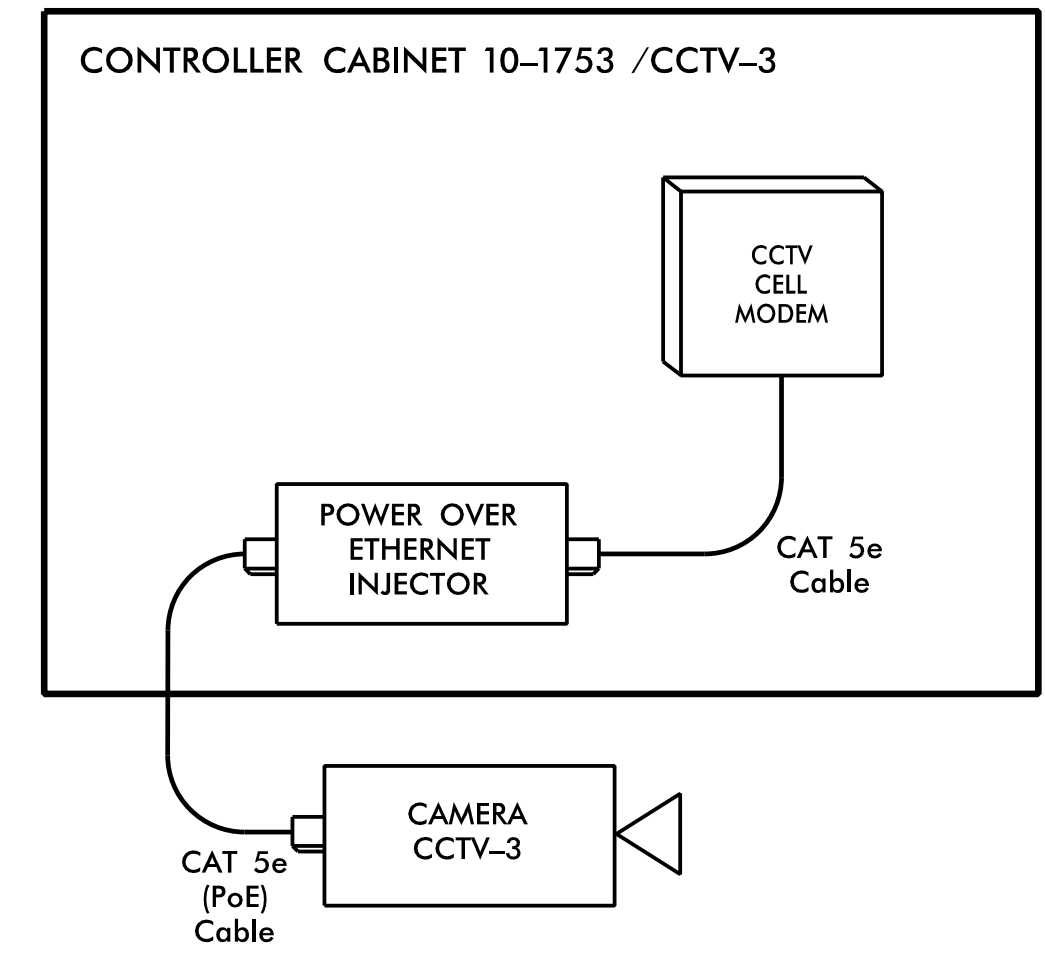 CONTROLLER CABINET 10–1753 /CCTV–3
CCTV
CELL
MODEM
POWER OVER
ETHERNET
INJECTOR
CAT 5e
Cable
CAMERA
CCTV–3
CAT 5e
(PoE)
Cable